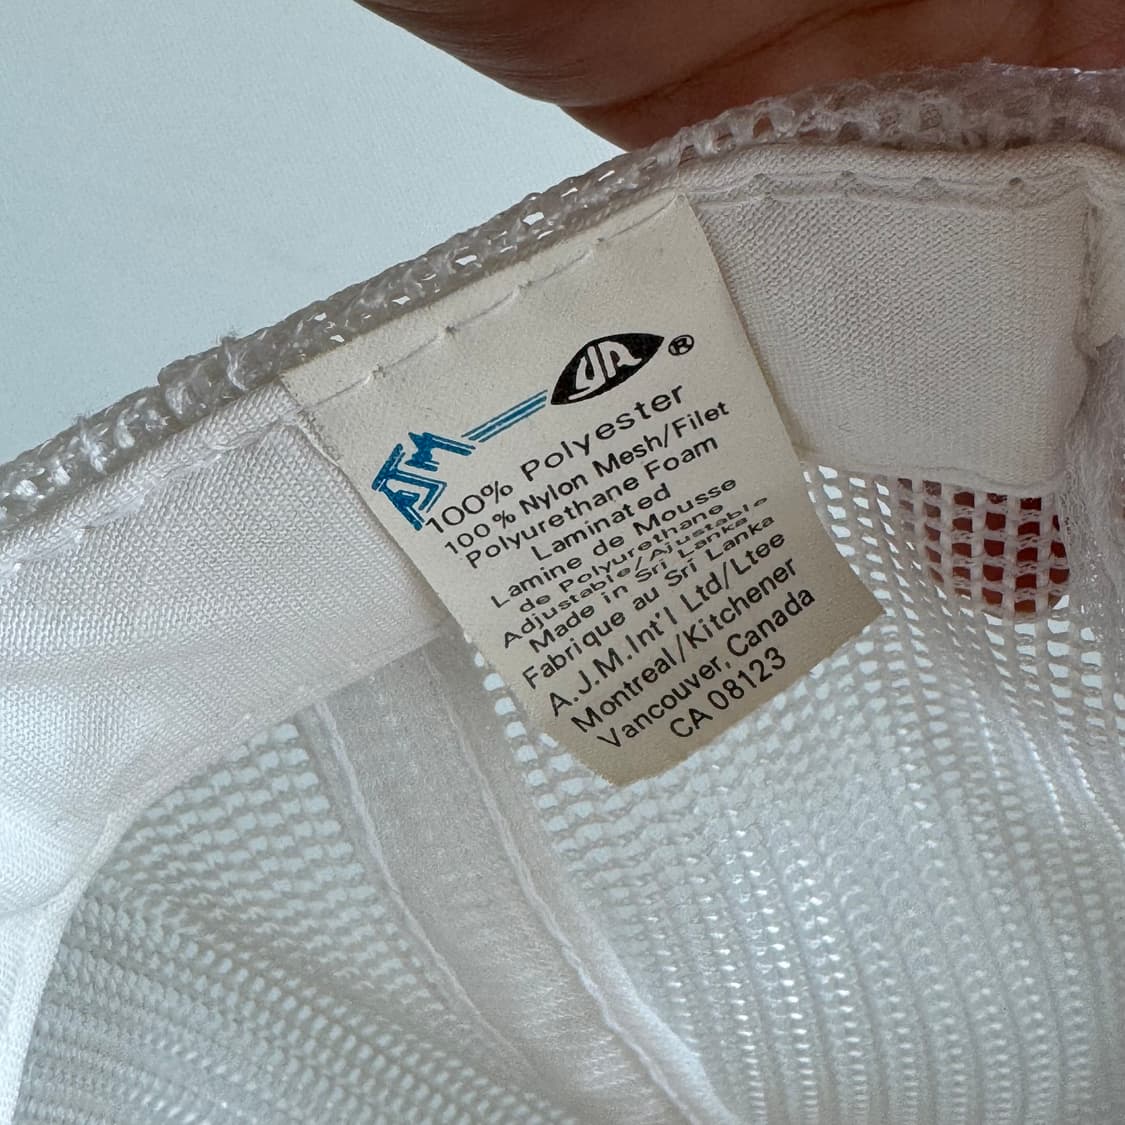 AJM
®
100% Polyester
100% Nylon Mesh/Filet
Polyurethane Foam
Laminated
Lamine de Mousse
de Polyurethane
Adjustable/Ajustable
Made in Sri Lanka
Fabrique au Sri Lanka
A.J.M.Int'l Ltd/Ltee
Montreal/Kitchener
Vancouver, Canada
CA 08123